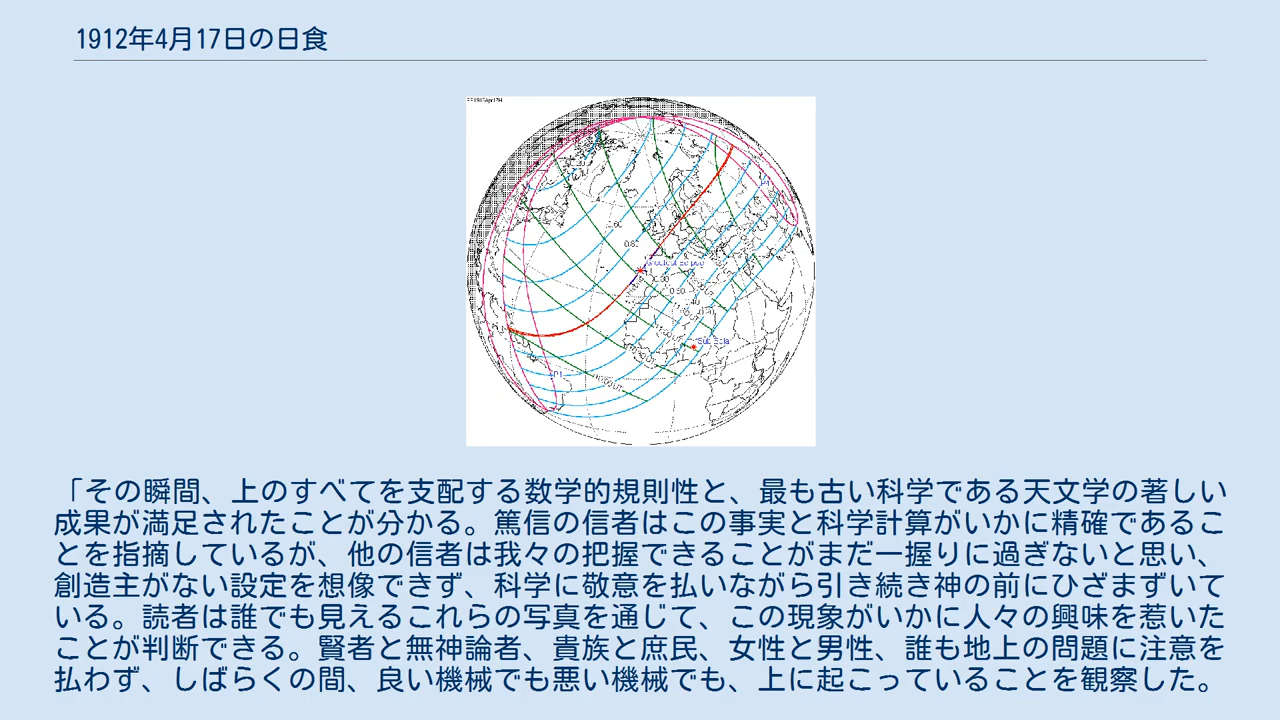 1912年4月17日の日食
0.60
0.80
Greatest Eclipse
0.80
0.60
Sub Sola
P4
P1
「その瞬間、上のすべてを支配する数学的規則性と、最も古い科学である天文学の著しい
成果が満足されたことが分かる。篤信の信者はこの事実と科学計算がいかに精確であるこ
とを指摘しているが、他の信者は我々の把握できることがまだ一握りに過ぎないと思い、
創造主がない設定を想像できず、科学に敬意を払いながら引き続き神の前にひざまずいて
いる。読者は誰でも見えるこれらの写真を通じて、この現象がいかに人々の興味を惹いた
ことが判断できる。賢者と無神論者、貴族と庶民、女性と男性、誰も地上の問題に注意を
払わず、しばらくの間、良い機械でも悪い機械でも、上に起こっていることを観察した。